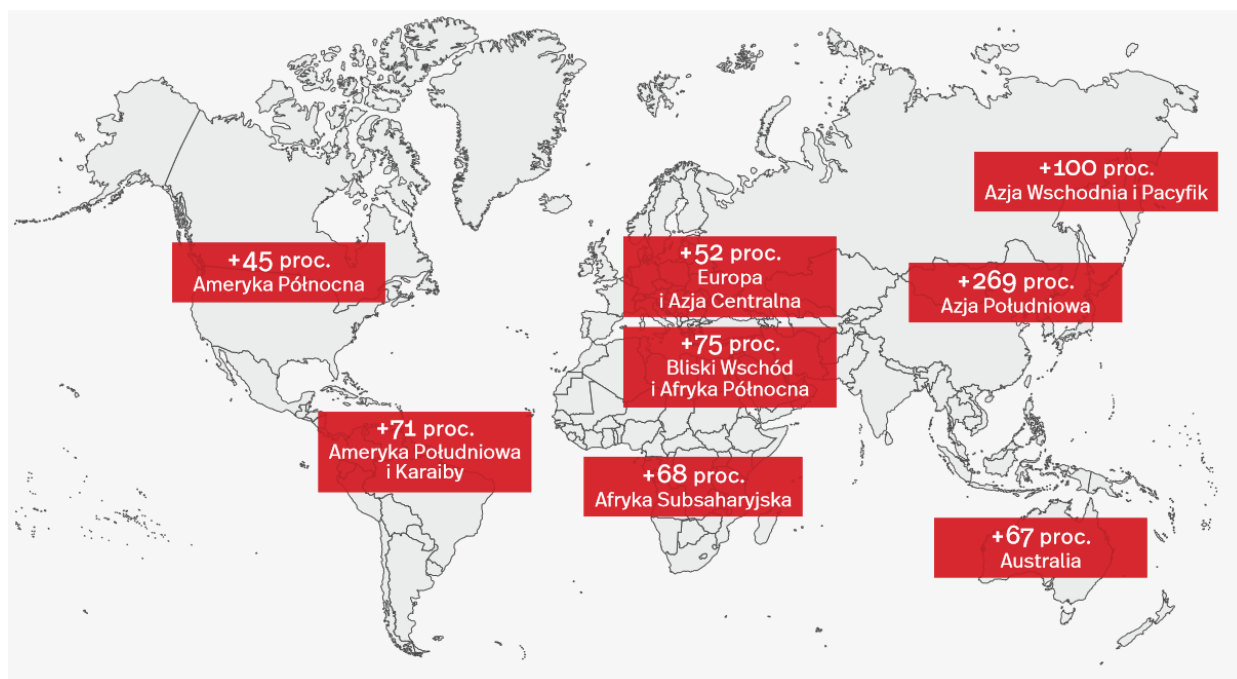 +100 proc.
Azja Wschodnia i Pacyfik
+45 proc.
Ameryka Północna
+52 proc.
Europa
i Azja Centralna
+269 proc.
Azja Południowa
+75 proc.
Bliski Wschód
i Afryka Północna
+71 proc.
Ameryka Południowa
i Karaiby
+68 proc.
Afryka Subsaharyjska
+67 proc.
Australia